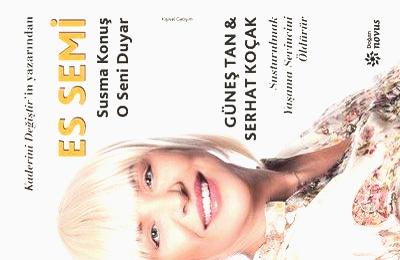 Kaderini Değiştir'in yazarından
ES SEMİ
Susma Konuş
O Seni Duyar
Kişisel Gelişim
GÜNEŞ TAN &
SERHAT KOÇAK
Susturulmak
Yaşama Sevincini
Öldürür
Doğan
novus